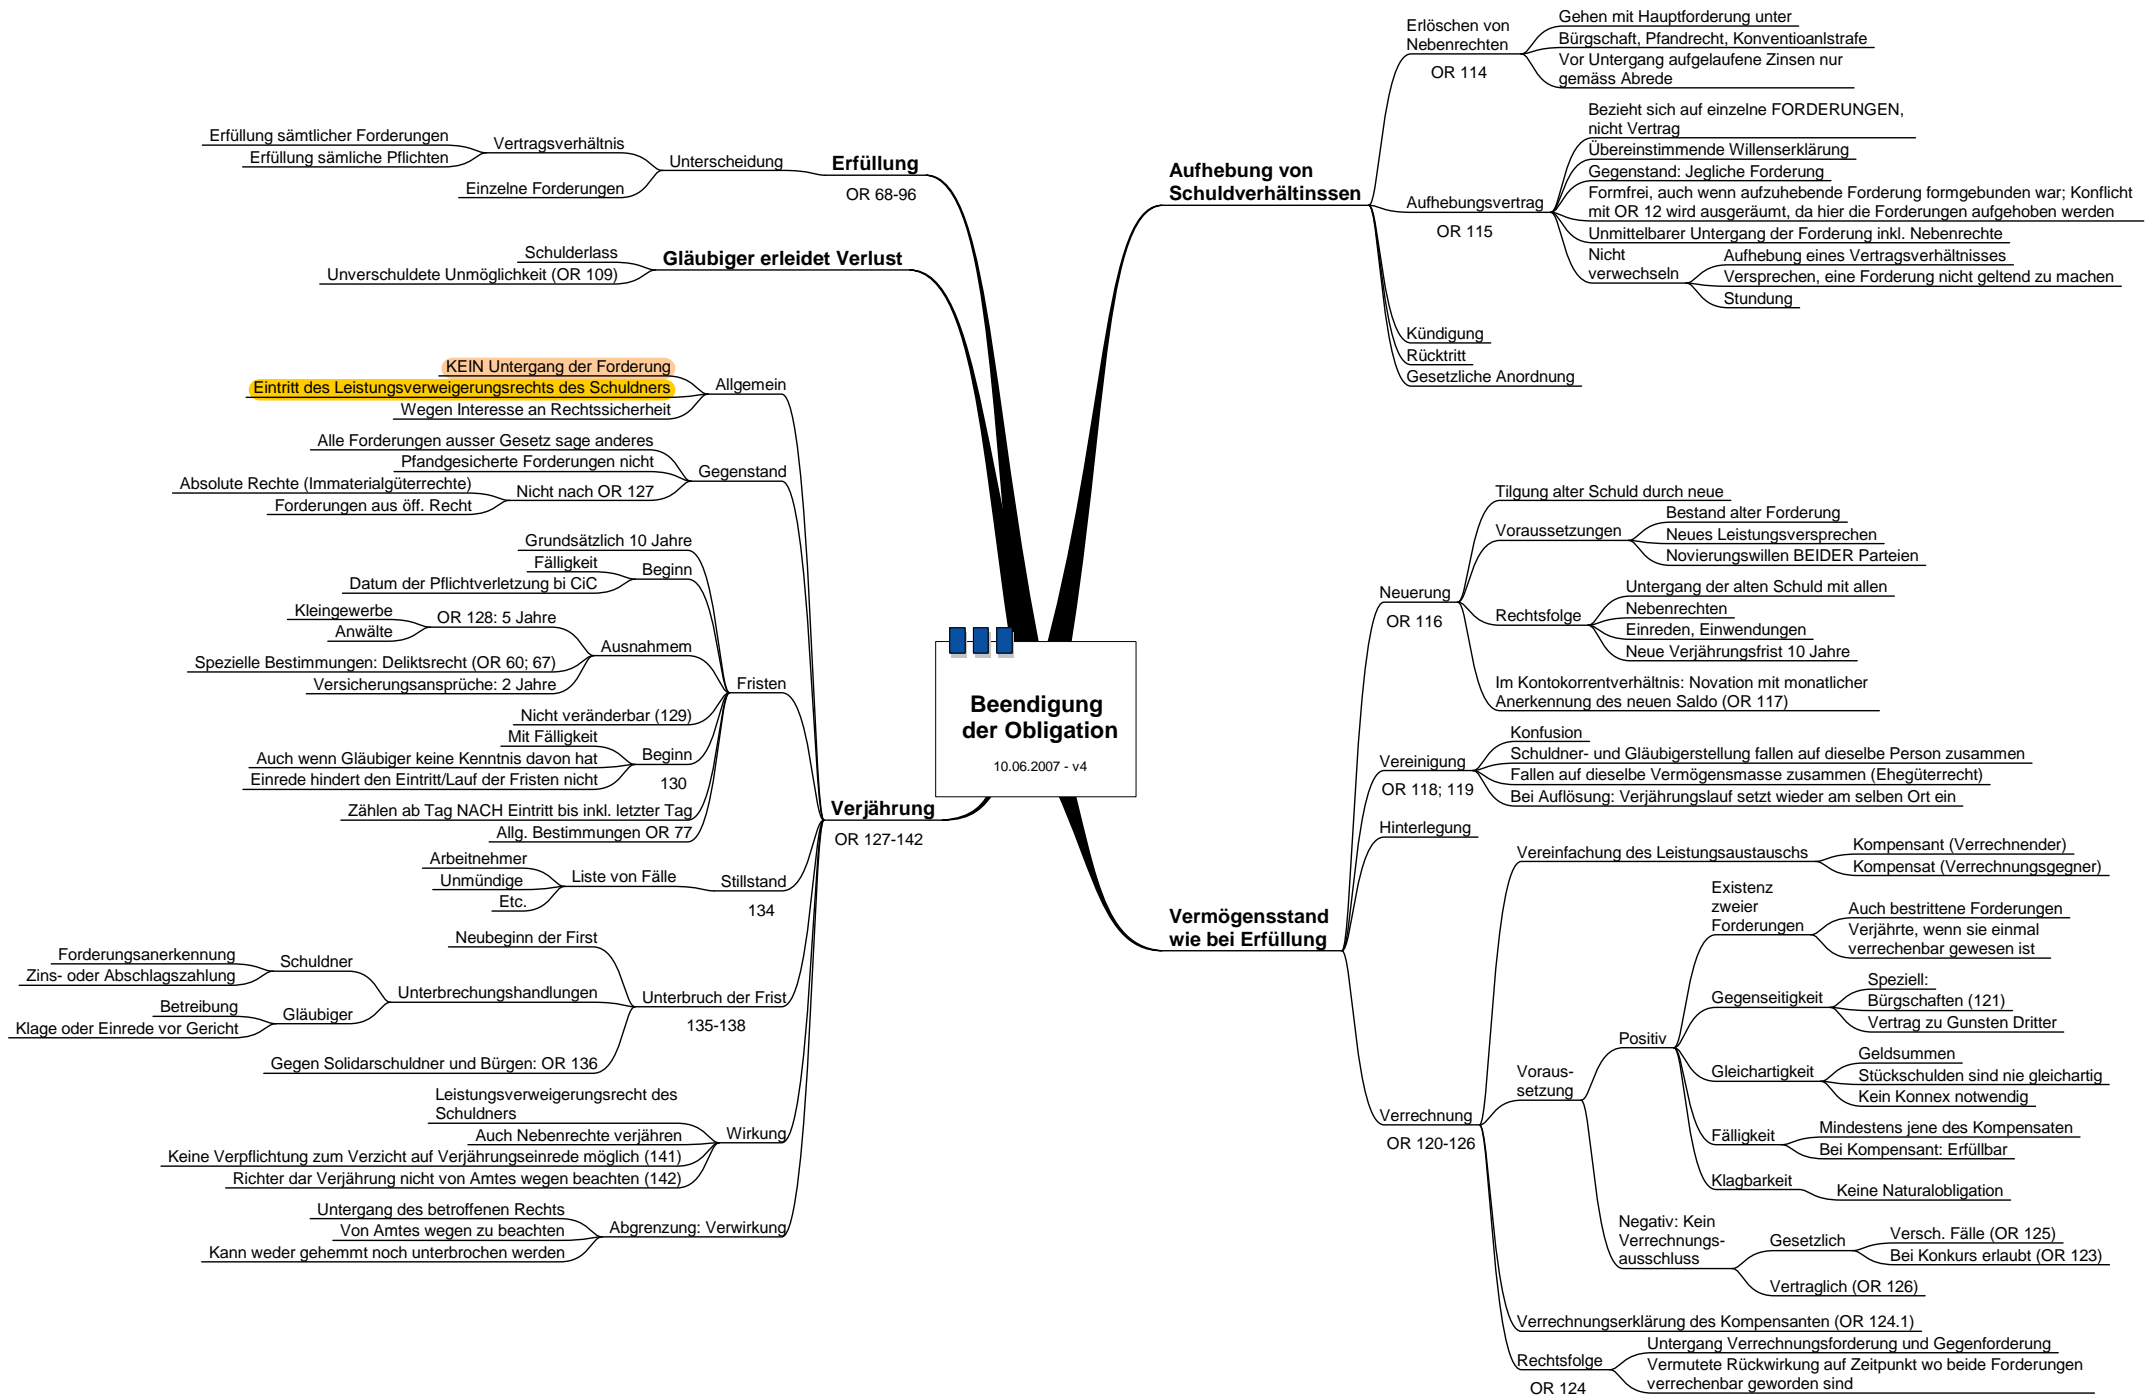 Beendigung
der Obligation
10.06.2007 - v4
Aufhebung von
Schuldverhältinssen
Erlöschen von
Nebenrechten
OR 114
Gehen mit Hauptforderung unter
Bürgschaft, Pfandrecht, Konventioanlstrafe
Vor Untergang aufgelaufene Zinsen nur
gemäss Abrede
Aufhebungsvertrag
OR 115
Bezieht sich auf einzelne FORDERUNGEN,
nicht Vertrag
Übereinstimmende Willenserklärung
Gegenstand: Jegliche Forderung
Formfrei, auch wenn aufzuhebende Forderung formgebunden war; Konflicht
mit OR 12 wird ausgeräumt, da hier die Forderungen aufgehoben werden
Unmittelbarer Untergang der Forderung inkl. Nebenrechte
Nicht
verwechseln
Aufhebung eines Vertragsverhältnisses
Versprechen, eine Forderung nicht geltend zu machen
Stundung
Kündigung
Rücktritt
Gesetzliche Anordnung
Vermögensstand
wie bei Erfüllung
Neuerung
OR 116
Tilgung alter Schuld durch neue
Voraussetzungen
Bestand alter Forderung
Neues Leistungsversprechen
Novierungswillen BEIDER Parteien
Rechtsfolge
Untergang der alten Schuld mit allen
Nebenrechten
Einreden, Einwendungen
Neue Verjährungsfrist 10 Jahre
Im Kontokorrentverhältnis: Novation mit monatlicher
Anerkennung des neuen Saldo (OR 117)
Vereinigung
OR 118; 119
Konfusion
Schuldner- und Gläubigerstellung fallen auf dieselbe Person zusammen
Fallen auf dieselbe Vermögensmasse zusammen (Ehegüterrecht)
Bei Auflösung: Verjährungslauf setzt wieder am selben Ort ein
Hinterlegung
Verrechnung
OR 120-126
Vereinfachung des Leistungsaustauschs
Kompensant (Verrechnender)
Kompensat (Verrechnungsgegner)
Voraus-
setzung
Positiv
Existenz
zweier
Forderungen
Auch bestrittene Forderungen
Verjährte, wenn sie einmal
verrechenbar gewesen ist
Gegenseitigkeit
Speziell:
Bürgschaften (121)
Vertrag zu Gunsten Dritter
Gleichartigkeit
Geldsummen
Stückschulden sind nie gleichartig
Kein Konnex notwendig
Fälligkeit
Mindestens jene des Kompensaten
Bei Kompensant: Erfüllbar
Klagbarkeit
Keine Naturalobligation
Negativ: Kein
Verrechnungs-
ausschluss
Gesetzlich
Versch. Fälle (OR 125)
Bei Konkurs erlaubt (OR 123)
Vertraglich (OR 126)
Verrechnungserklärung des Kompensanten (OR 124.1)
Rechtsfolge
OR 124
Untergang Verrechnungsforderung und Gegenforderung
Vermutete Rückwirkung auf Zeitpunkt wo beide Forderungen
verrechenbar geworden sind
Erfüllung
OR 68-96
Unterscheidung
Vertragsverhältnis
Erfüllung sämtlicher Forderungen
Erfüllung sämliche Pflichten
Einzelne Forderungen
Gläubiger erleidet Verlust
Schulderlass
Unverschuldete Unmöglichkeit (OR 109)
Verjährung
OR 127-142
Allgemein
KEIN Untergang der Forderung
Eintritt des Leistungsverweigerungsrechts des Schuldners
Wegen Interesse an Rechtssicherheit
Gegenstand
Alle Forderungen ausser Gesetz sage anderes
Pfandgesicherte Forderungen nicht
Nicht nach OR 127
Absolute Rechte (Immaterialgüterrechte)
Forderungen aus öff. Recht
Fristen
Grundsätzlich 10 Jahre
Beginn
Fälligkeit
Datum der Pflichtverletzung bi CiC
Ausnahmem
OR 128: 5 Jahre
Kleingewerbe
Anwälte
Spezielle Bestimmungen: Deliktsrecht (OR 60; 67)
Versicherungsansprüche: 2 Jahre
Nicht veränderbar (129)
Beginn
130
Mit Fälligkeit
Auch wenn Gläubiger keine Kenntnis davon hat
Einrede hindert den Eintritt/Lauf der Fristen nicht
Zählen ab Tag NACH Eintritt bis inkl. letzter Tag
Allg. Bestimmungen OR 77
Stillstand
134
Liste von Fälle
Arbeitnehmer
Unmündige
Etc.
Unterbruch der Frist
135-138
Neubeginn der First
Unterbrechungshandlungen
Schuldner
Forderungsanerkennung
Zins- oder Abschlagszahlung
Gläubiger
Betreibung
Klage oder Einrede vor Gericht
Gegen Solidarschuldner und Bürgen: OR 136
Wirkung
Leistungsverweigerungsrecht des
Schuldners
Auch Nebenrechte verjähren
Keine Verpflichtung zum Verzicht auf Verjährungseinrede möglich (141)
Richter dar Verjährung nicht von Amtes wegen beachten (142)
Abgrenzung: Verwirkung
Untergang des betroffenen Rechts
Von Amtes wegen zu beachten
Kann weder gehemmt noch unterbrochen werden